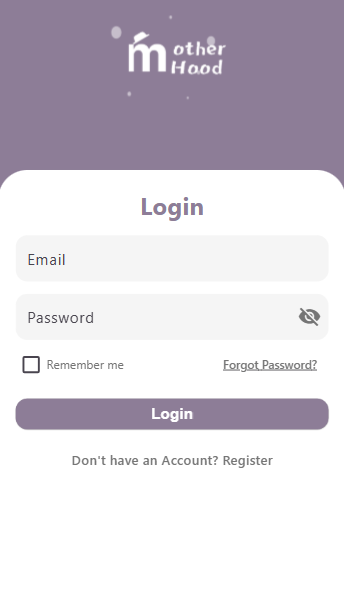 mother
Hood
Login
Email
Password
Remember me Forgot Password?
Login
Don't have an Account? Register